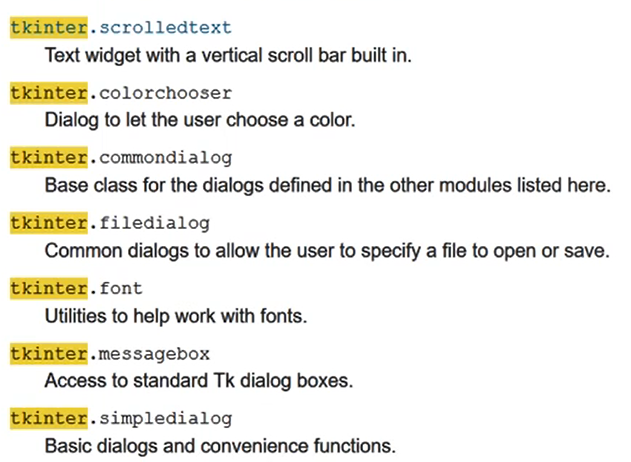 tkinter.scrolledtext
Text widget with a vertical scroll bar built in.
tkinter.colorchooser
Dialog to let the user choose a color.
tkinter.commondialog
Base class for the dialogs defined in the other modules listed here.
tkinter.filedialog
Common dialogs to allow the user to specify a file to open or save.
tkinter.font
Utilities to help work with fonts.
tkinter.messagebox
Access to standard Tk dialog boxes.
tkinter.simpledialog
Basic dialogs and convenience functions.